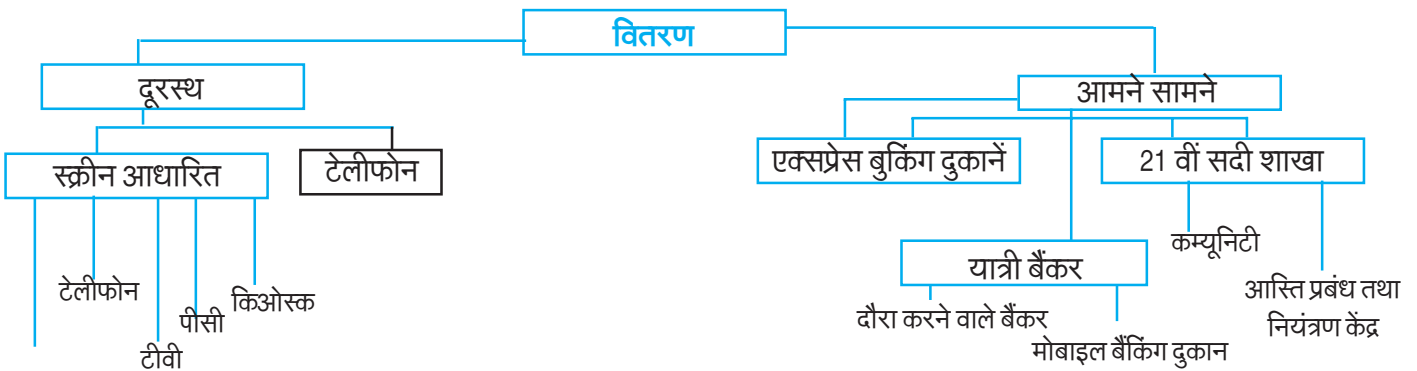 वितरण
दूरस्थ
आमने सामने
स्क्रीन आधारित
टेलीफोन
एक्सप्रेस बुकिंग दुकानें
21 वीं सदी शाखा
टेलीफोन
टीवी
पीसी
किओस्क
यात्री बैंकर
दौरा करने वाले बैंकर
मोबाइल बैंकिंग दुकान
कम्यूनिटी
आस्ति प्रबंध तथा
नियंत्रण केंद्र